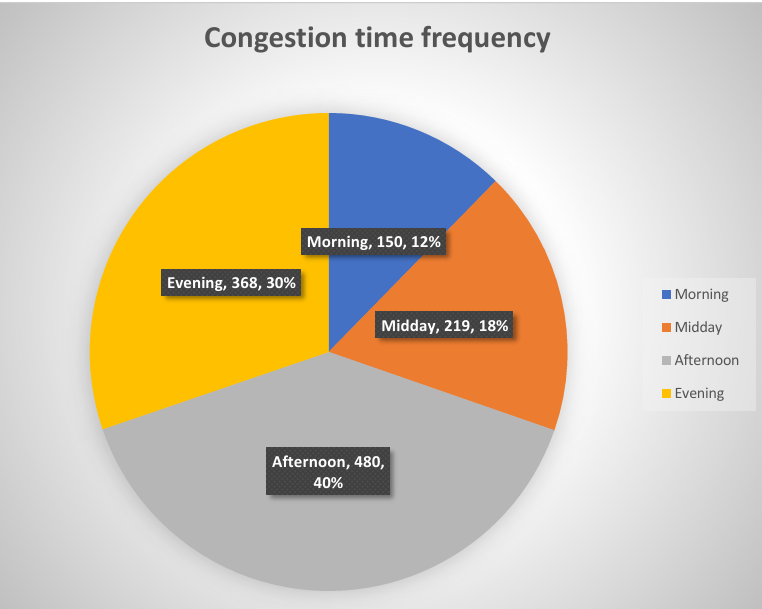 Congestion time frequency
Morning, 150, 12%
Evening, 368, 30%
Midday, 219, 18%
Afternoon, 480,
40%
Morning
Midday
Afternoon
Evening